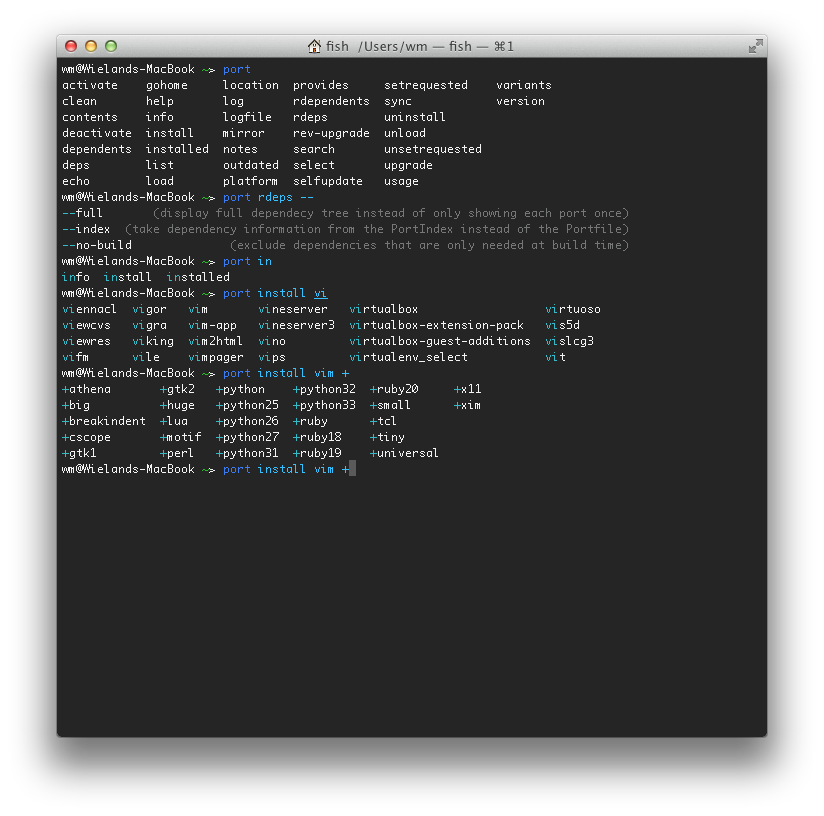 fish /Users/wm — fish — ⌘1
wm@Wielands-MacBook ~> port
activate gohome location provides setrequested variants
clean help log rdependents sync version
contents info logfile rdeps uninstall
deactivate install mirror rev-upgrade unload
dependents installed notes search unsetrequested
deps list outdated select upgrade
echo load platform selfupdate usage
wm@Wielands-MacBook ~> port rdeps --
--full (display full dependecy tree instead of only showing each port once)
--index (take dependency information from the PortIndex instead of the Portfile)
--no-build (exclude dependencies that are only needed at build time)
wm@Wielands-MacBook ~> port in
info install installed
wm@Wielands-MacBook ~> port install vi
viennacl vigor vim vineserver virtualbox virtuoso
viewcvs vigra vim-app vineserver3 virtualbox-extension-pack vis5d
viewres viking vim2html vino virtualbox-guest-additions vislcg3
vifm vile vimpager vips virtualenv_select vit
wm@Wielands-MacBook ~> port install vim +
+athena +gtk2 +python +python32 +ruby20 +x11
+big +huge +python25 +python33 +small +xim
+breakindent +lua +python26 +ruby +tcl
+cscope +motif +python27 +ruby18 +tiny
+gtk1 +perl +python31 +ruby19 +universal
wm@Wielands-MacBook ~> port install vim +